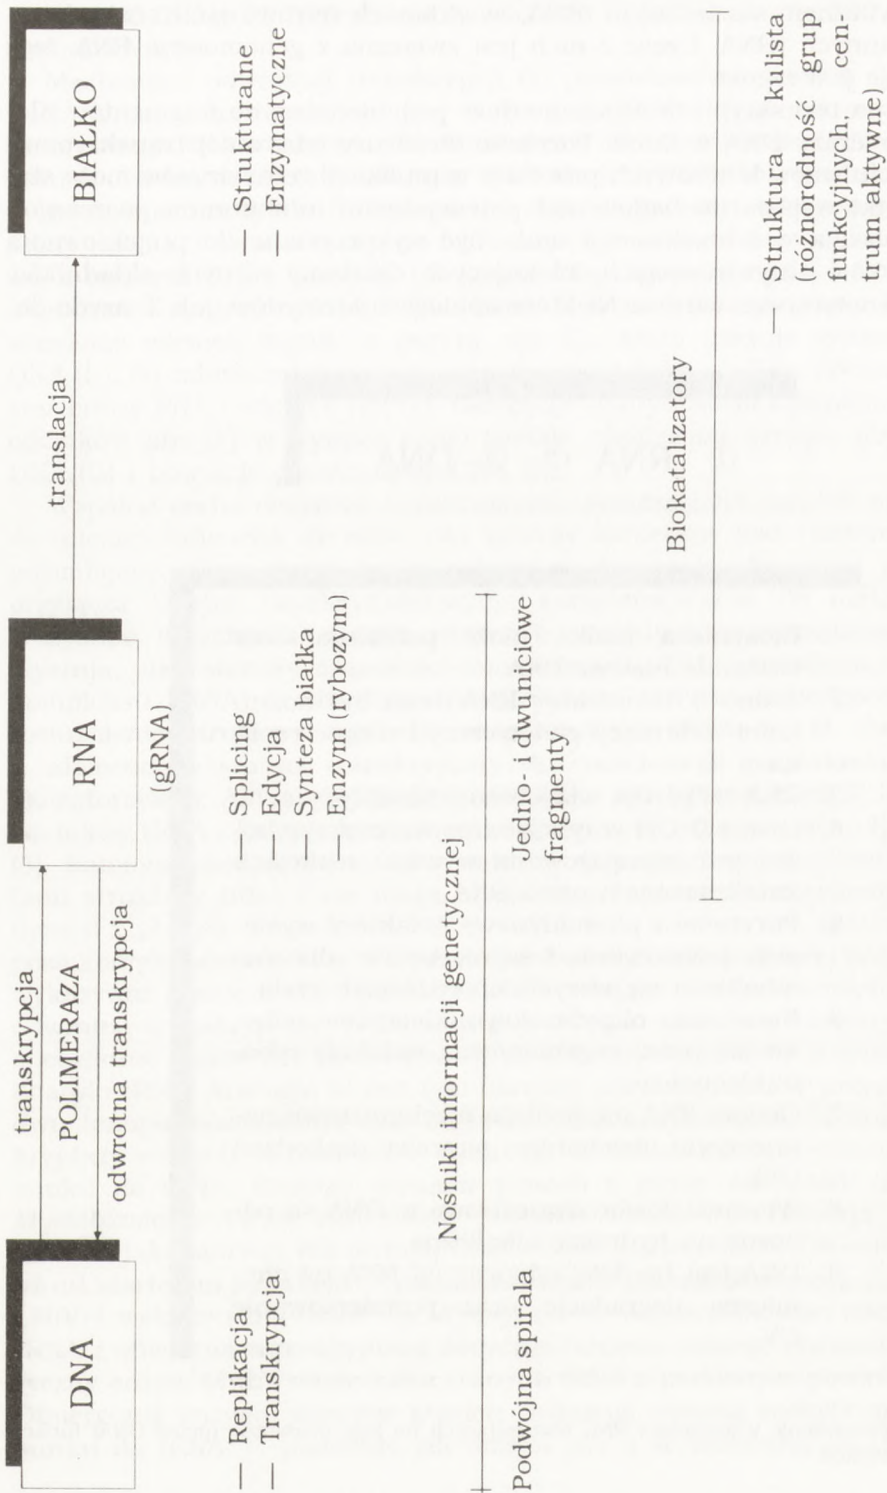 DNA
transkrypcja
POLIMERAZA
odwrotna transkrypcja
RNA
(gRNA)
translacja
BIAŁKO
— Replikacja
— Transkrypcja
— Splicing
— Edycja
— Synteza białka
— Enzym (rybozym)
— Strukturalne
— Enzymatyczne
Nośniki informacji genetycznej
Podwójna spirala
Jedno- dwuniciowe
fragmenty
Biokatalizatory
— Struktura kulista
(różnorodność grup
funkcyjnych, cen-
trum aktywne)